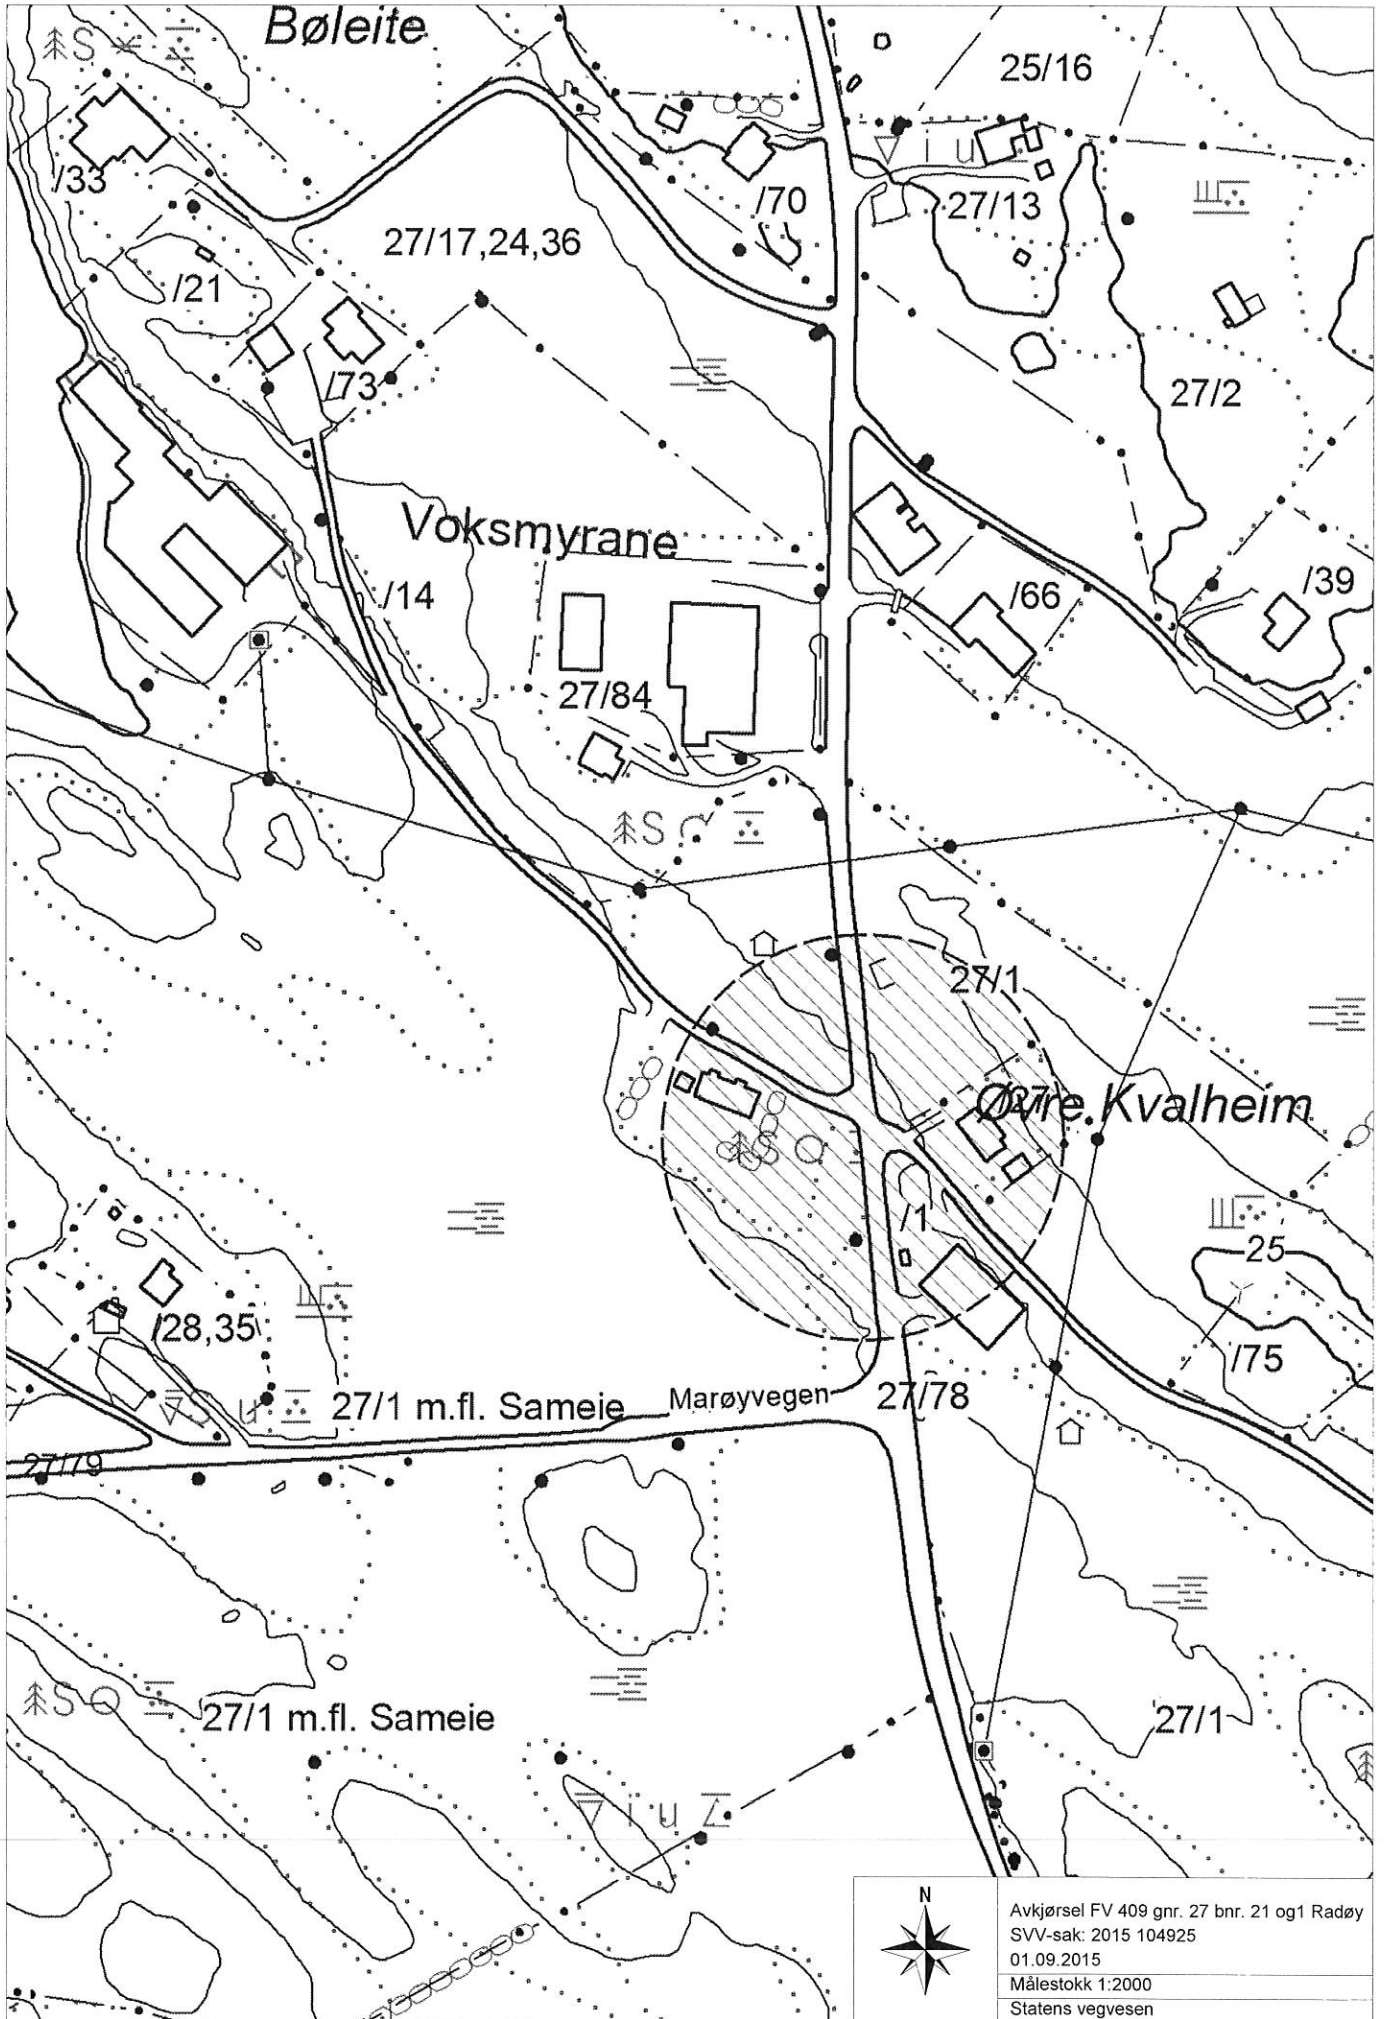 Bøleite
S
25/16
/33
i u
/70
27/13
27/17,24,36
/21
/73
27/2
Voksmyrane
/14
/66
/39
27/84
S
27/1
Øvre Kvalheim
S
/1
25
/28,35
/75
27/1 m.fl. Sameie
Marøyvegen
27/78
S u
27/79
S
27/1 m.fl. Sameie
27/1
i u
N
Avkjørsel FV 409 gnr. 27 bnr. 21 og1 Radøy
SVV-sak: 2015 104925
01.09.2015
Målestokk 1:2000
Statens vegvesen